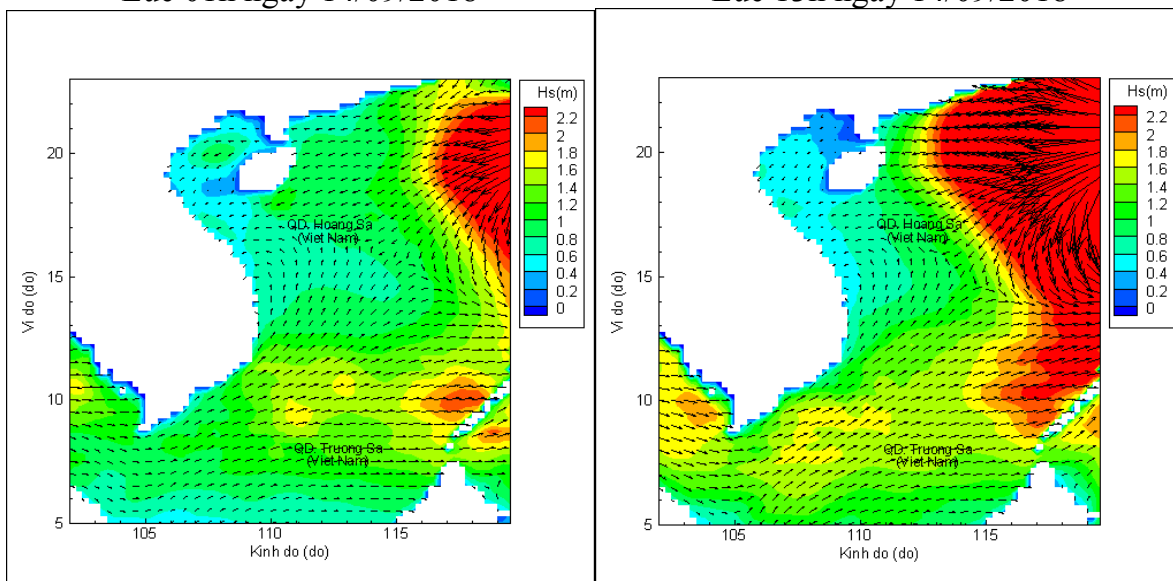 Lúc 01h ngày 14/09/2018
Hs(m)
2.2
2
1.8
1.6
1.4
1.2
1
0.8
0.6
0.4
0.2
0
20
15
10
5
Vi do (do)
QD. Hoang Sa
(Viet Nam)
QD. Truong Sa
(Viet Nam)
105
110
115
Kinh do (do)
Lúc 13h ngày 14/09/2018
Hs(m)
2.2
2
1.8
1.6
1.4
1.2
1
0.8
0.6
0.4
0.2
0
20
15
10
5
Vi do (do)
QD. Hoang Sa
(Viet Nam)
QD. Truong Sa
(Viet Nam)
105
110
115
Kinh do (do)